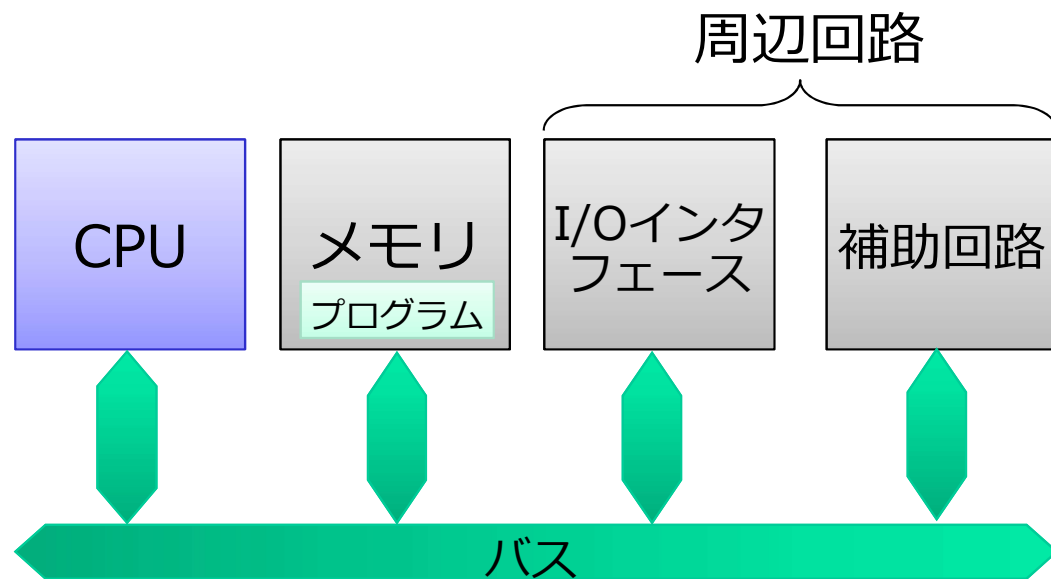 周辺回路
CPU
メモリ
プログラム
I/Oインタ
フェース
補助回路
バス